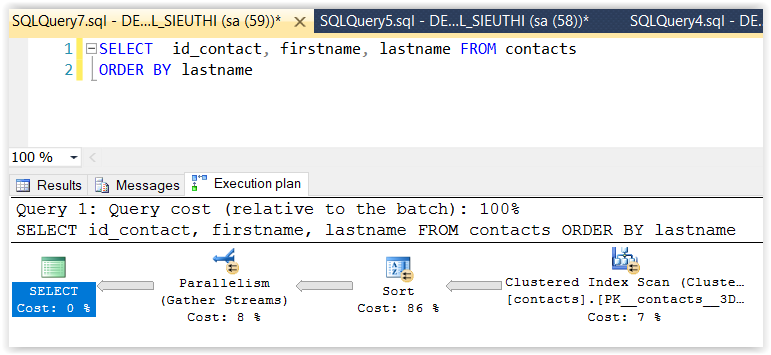 SQLQuery7.sql - DE...L_SIEUTHI (sa (59))* SQLQuery5.sql - DE...L_SIEUTHI (sa (58))* SQLQuery4.sql - DE...
1 SELECT id_contact, firstname, lastname FROM contacts
2 ORDER BY lastname
100 %
Results Messages Execution plan
Query 1: Query cost (relative to the batch): 100%
SELECT id_contact, firstname, lastname FROM contacts ORDER BY lastname
SELECT
Cost: 0 %
Parallelism
(Gather Streams)
Cost: 8 %
Sort
Cost: 86 %
Clustered Index Scan (Cluste...
[contacts].[PK__contacts__3D...
Cost: 7 %